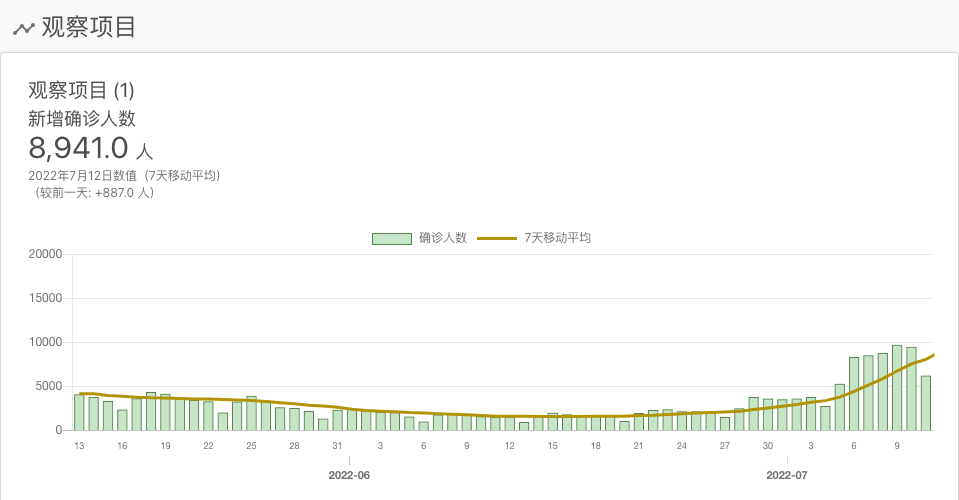 观察项目
观察项目 (1)
新增确诊人数
8,941.0 人
2022年7月12日数值（7天移动平均）
（较前一天: +887.0 人）
确诊人数 7天移动平均
20000
15000
10000
5000
0
13 16 19 22 25 28 31 3 6 9 12 15 18 21 24 27 30 3 6 9
2022-06 2022-07